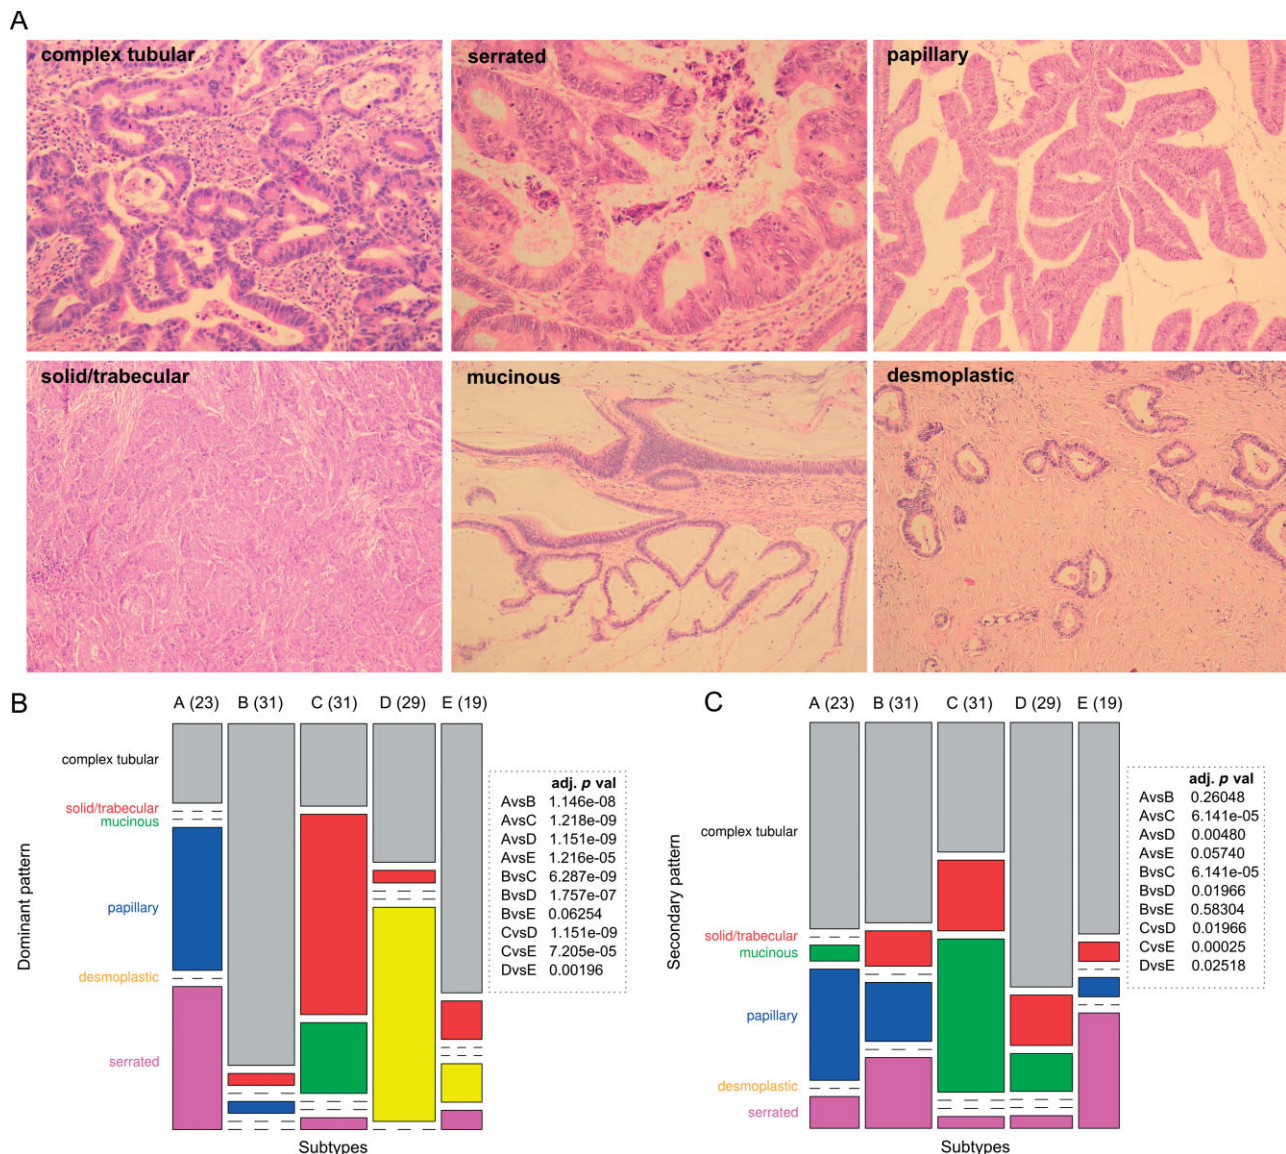 A
complex tubular
serrated
papillary
solid/trabecular
mucinous
desmoplastic
B
A (23)
B (31)
C (31)
D (29)
E (19)
Dominant pattern
complex tubular
solid/trabecular
mucinous
papillary
desmoplastic
serrated
Subtypes
adj. p val
AvsB 1.146e-08
AvsC 1.218e-09
AvsD 1.151e-09
AvsE 1.216e-05
BvsC 6.287e-09
BvsD 1.757e-07
BvsE 0.06254
CvsD 1.151e-09
CvsE 7.205e-05
DvsE 0.00196
C
A (23)
B (31)
C (31)
D (29)
E (19)
Secondary pattern
complex tubular
solid/trabecular
mucinous
papillary
desmoplastic
serrated
Subtypes
adj. p val
AvsB 0.26048
AvsC 6.141e-05
AvsD 0.00480
AvsE 0.05740
BvsC 6.141e-05
BvsD 0.01966
BvsE 0.58304
CvsD 0.01966
CvsE 0.00025
DvsE 0.02518